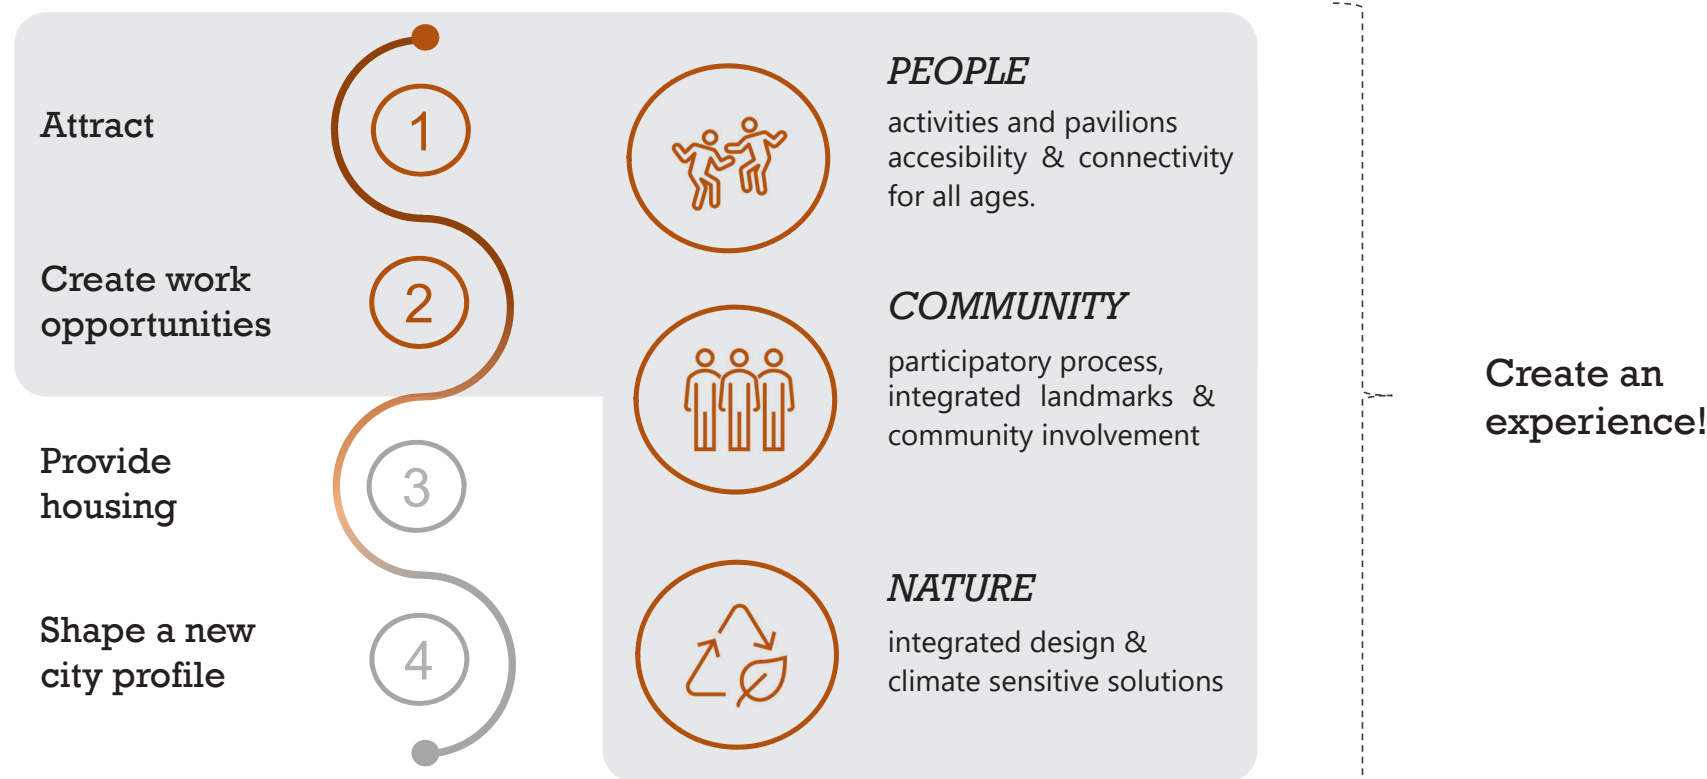 Attract
1
Create work
opportunities
2
Provide
housing
3
Shape a new
city profile
4
PEOPLE
activities and pavilions
accesibility & connectivity
for all ages.
COMMUNITY
participatory process,
integrated landmarks &
community involvement
NATURE
integrated design &
climate sensitive solutions
Create an
experience!